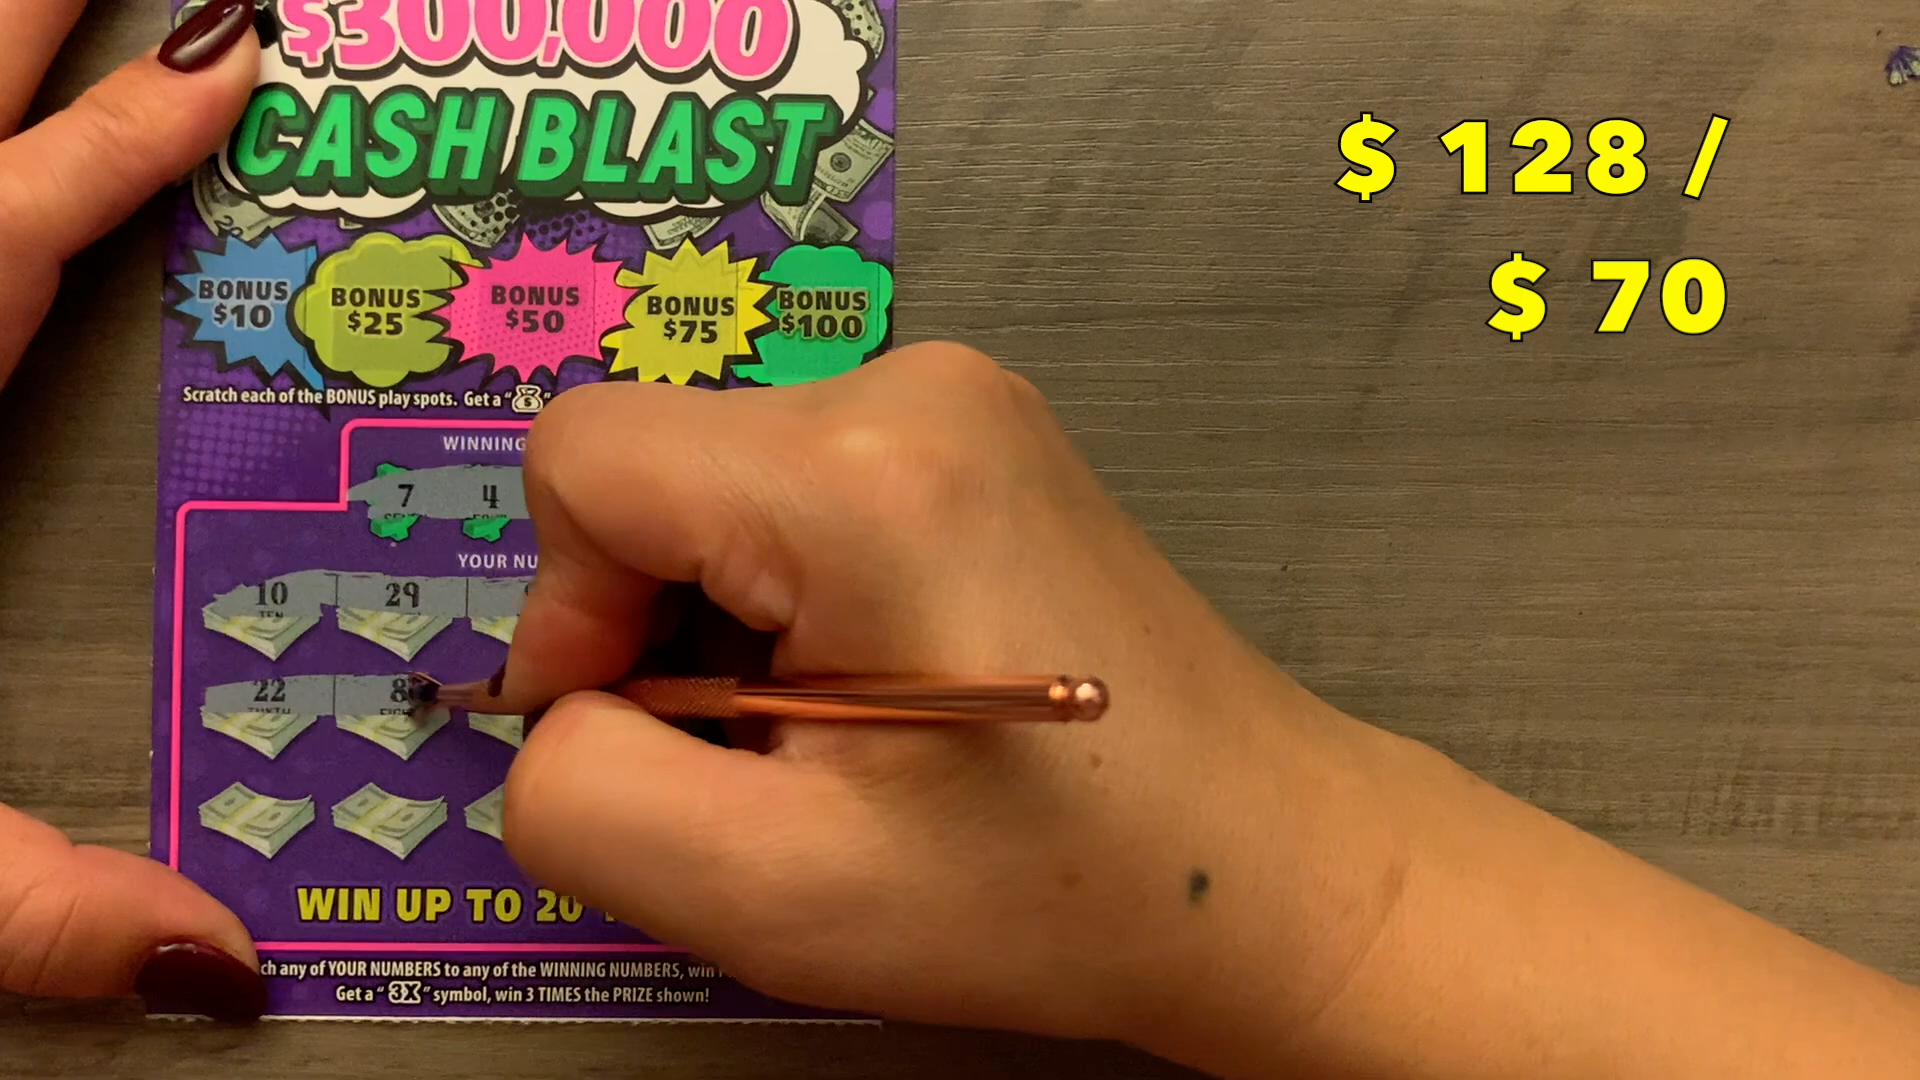 $300,000
CASH BLAST
$ 128 /
$ 70
BONUS $10
BONUS $25
BONUS $50
BONUS $75
BONUS $100
Scratch each of the BONUS play spots. Get a " "
WINNING
7 4
YOUR
10 29
TEN
22 8
WIN UP TO 20
any of YOUR NUMBERS to any of the WINNING NUMBERS, win
Get a "3X" symbol, win 3 TIMES the PRIZE shown!